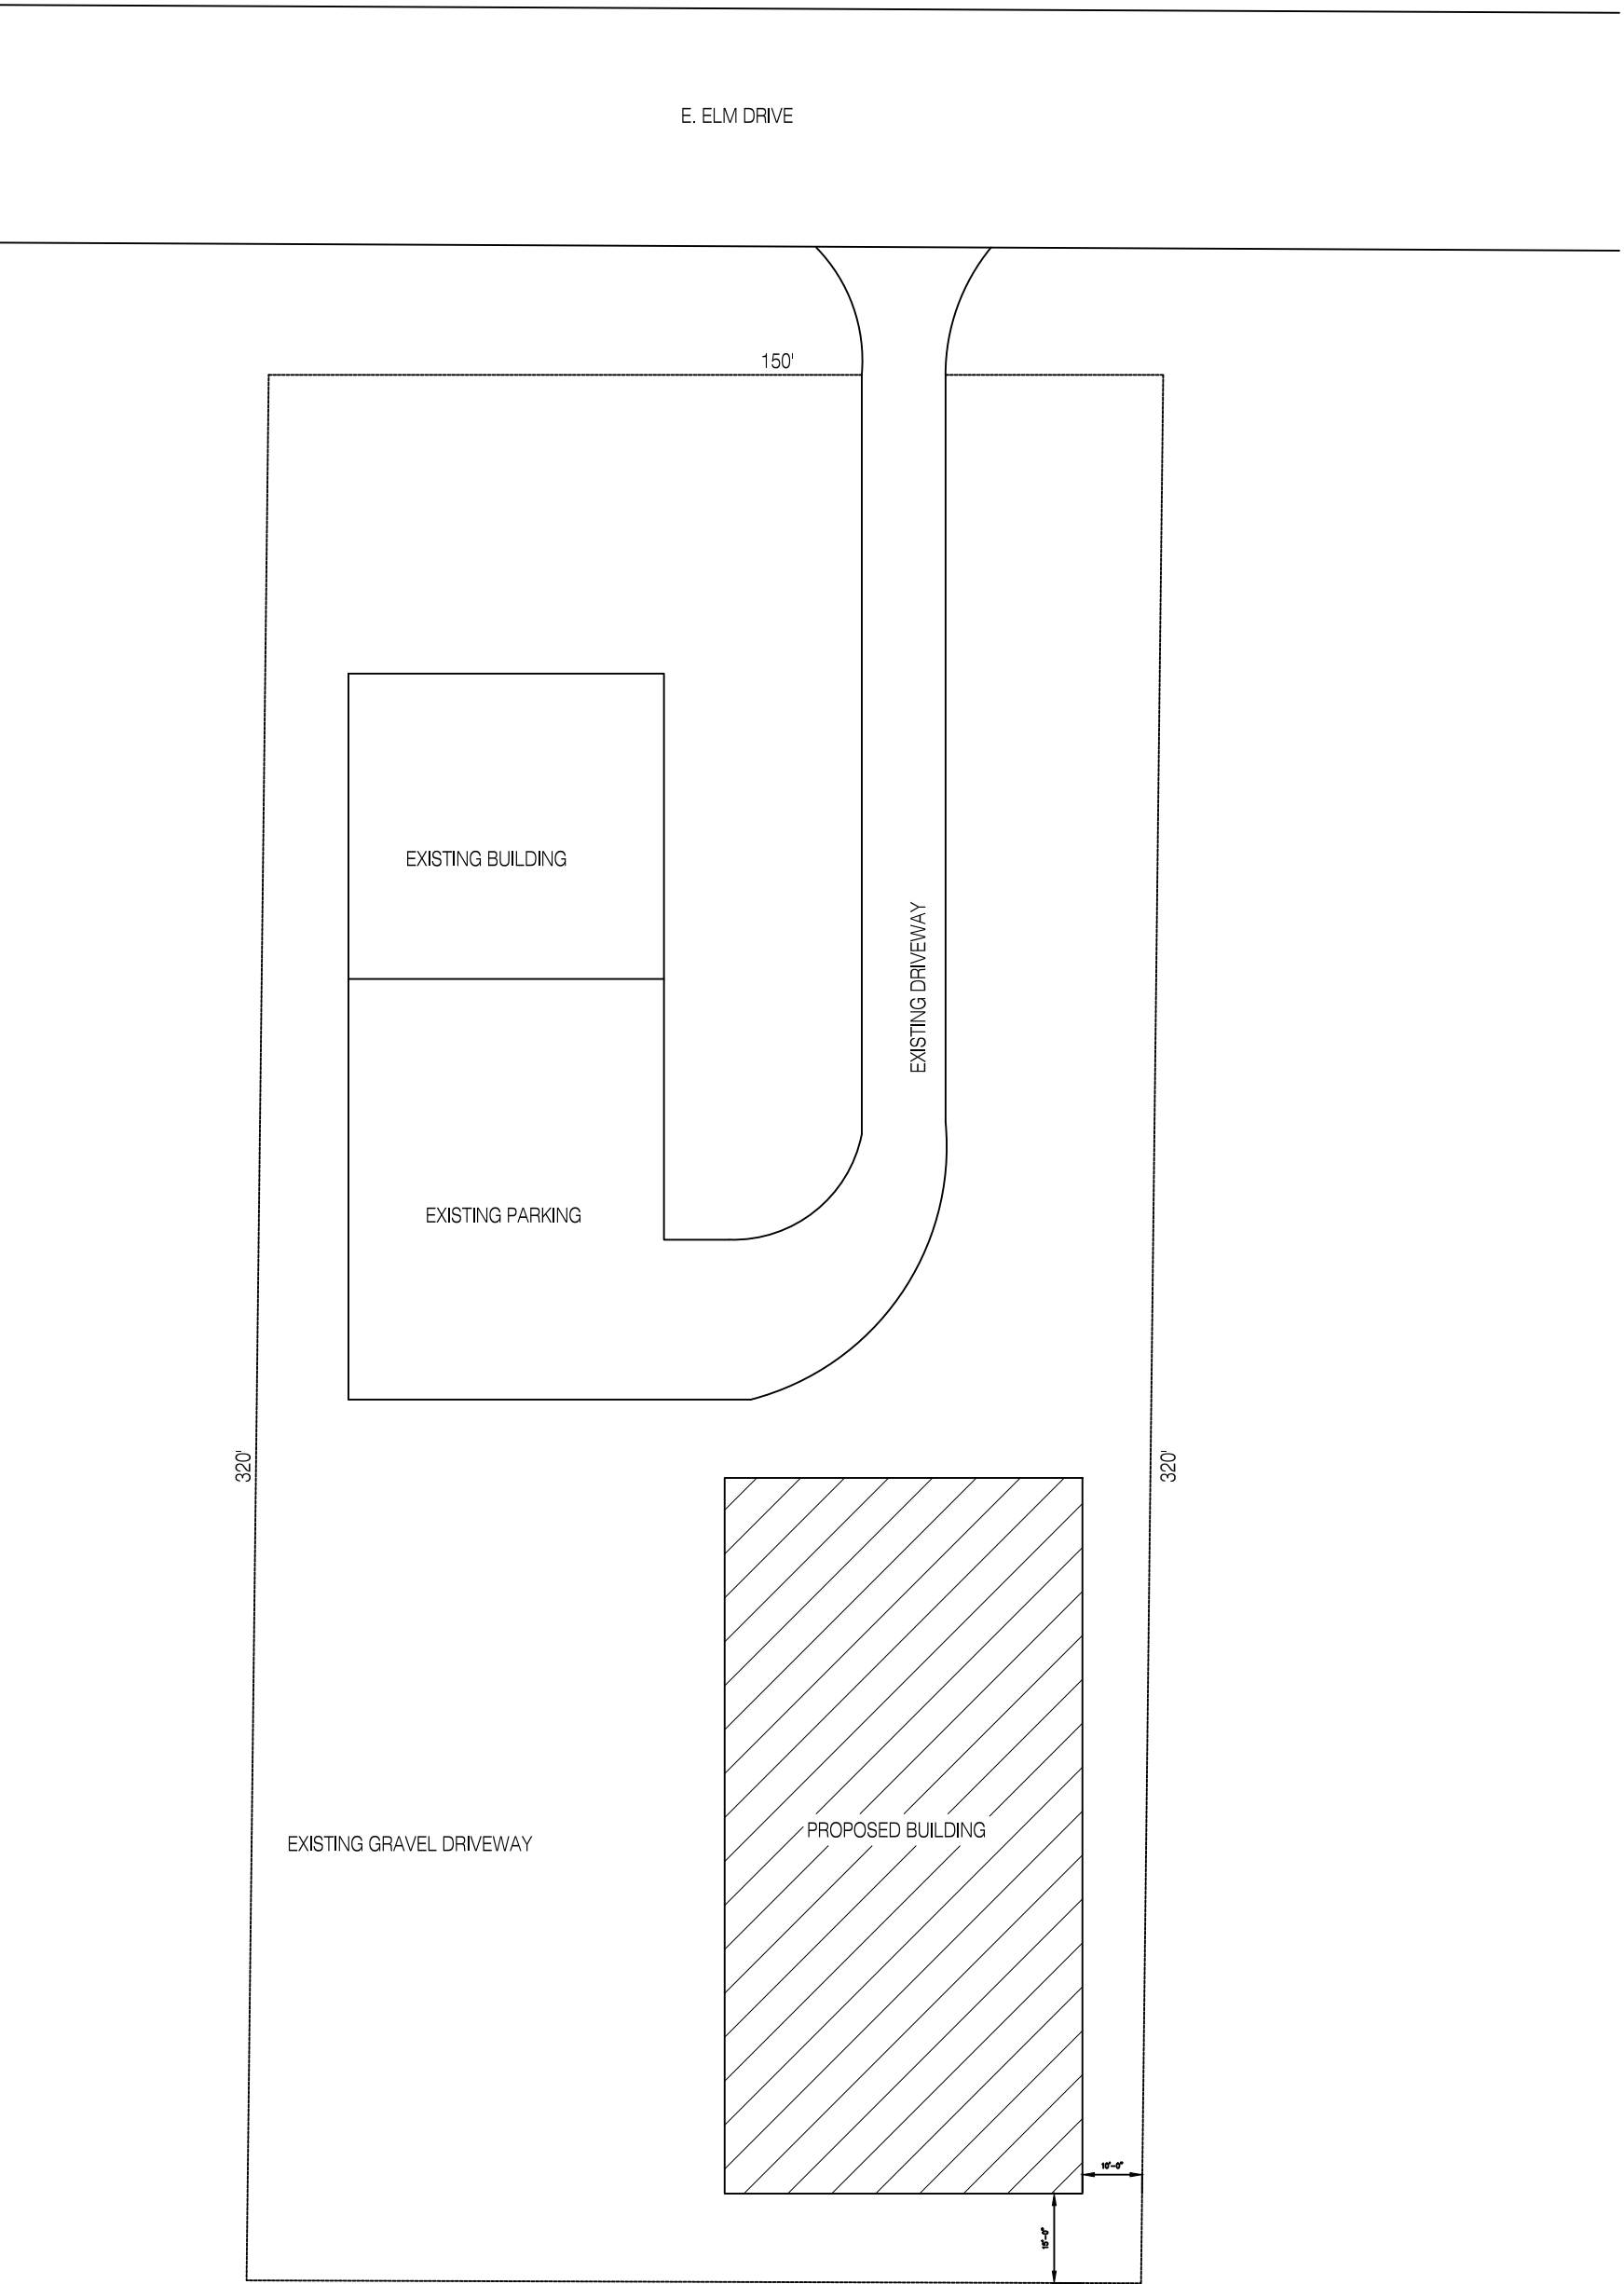 E. ELM DRIVE
150'
EXISTING BUILDING
EXISTING DRIVEWAY
EXISTING PARKING
320'
320'
PROPOSED BUILDING
EXISTING GRAVEL DRIVEWAY
10'-0"
15'-0"